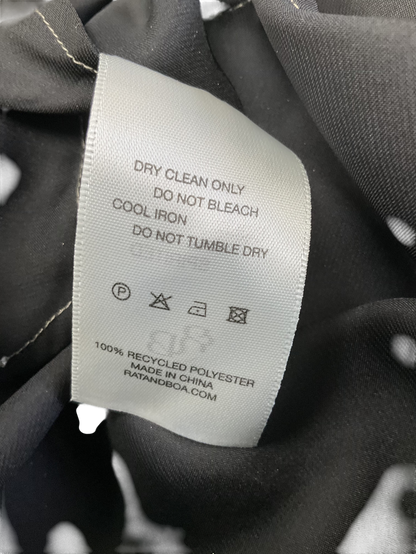 DRY CLEAN ONLY
DO NOT BLEACH
COOL IRON
DO NOT TUMBLE DRY
P
100% RECYCLED POLYESTER
MADE IN CHINA
RATANDBOA.COM